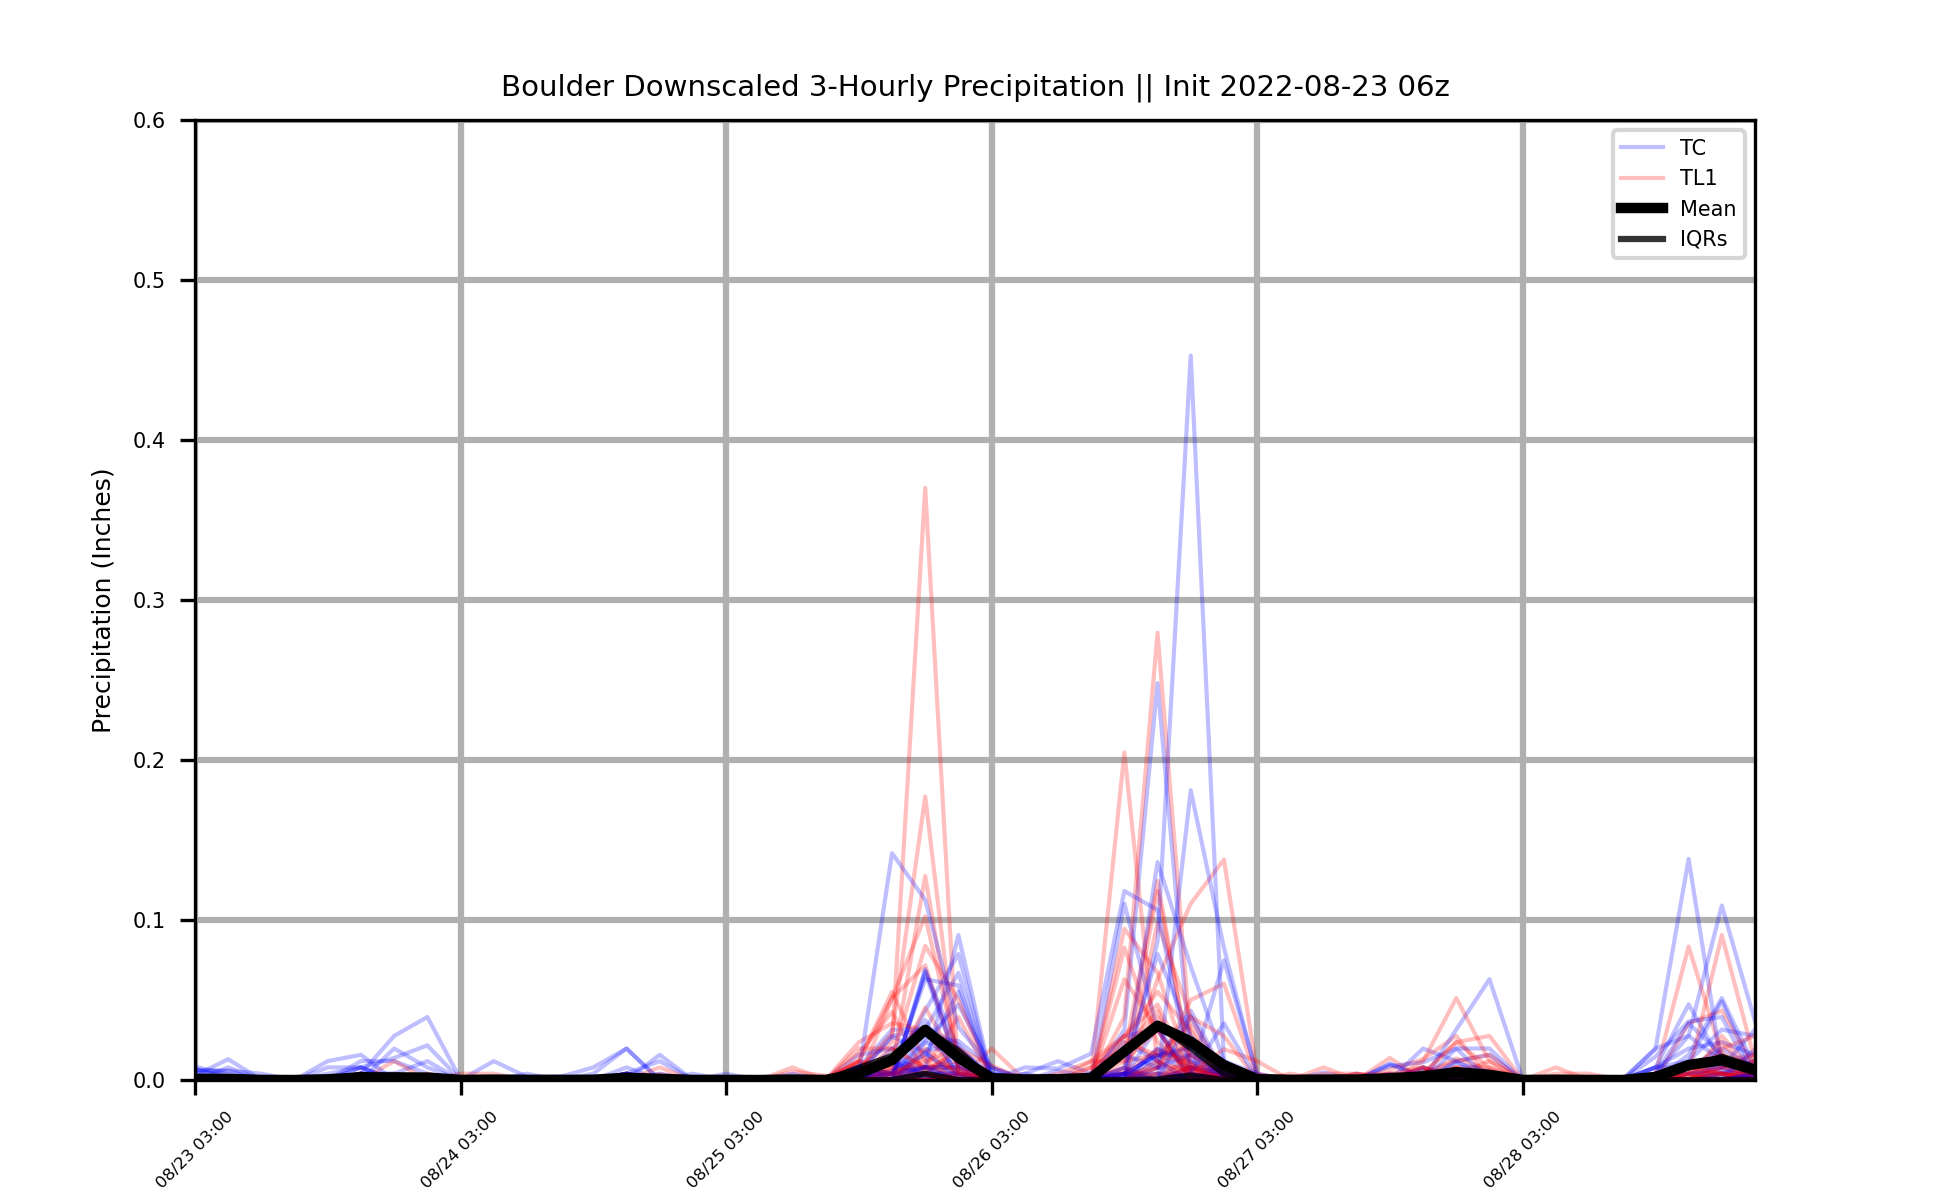 Boulder Downscaled 3-Hourly Precipitation || Init 2022-08-23 06z
TC
TL1
Mean
IQRs
Precipitation (Inches)
0.6
0.5
0.4
0.3
0.2
0.1
0.0
08/23 03:00
08/24 03:00
08/25 03:00
08/26 03:00
08/27 03:00
08/28 03:00